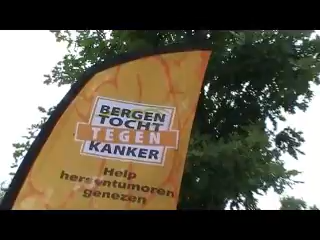 BERGEN
TOCHT
TEGEN
KANKER
Help
hersentumoren
genezen